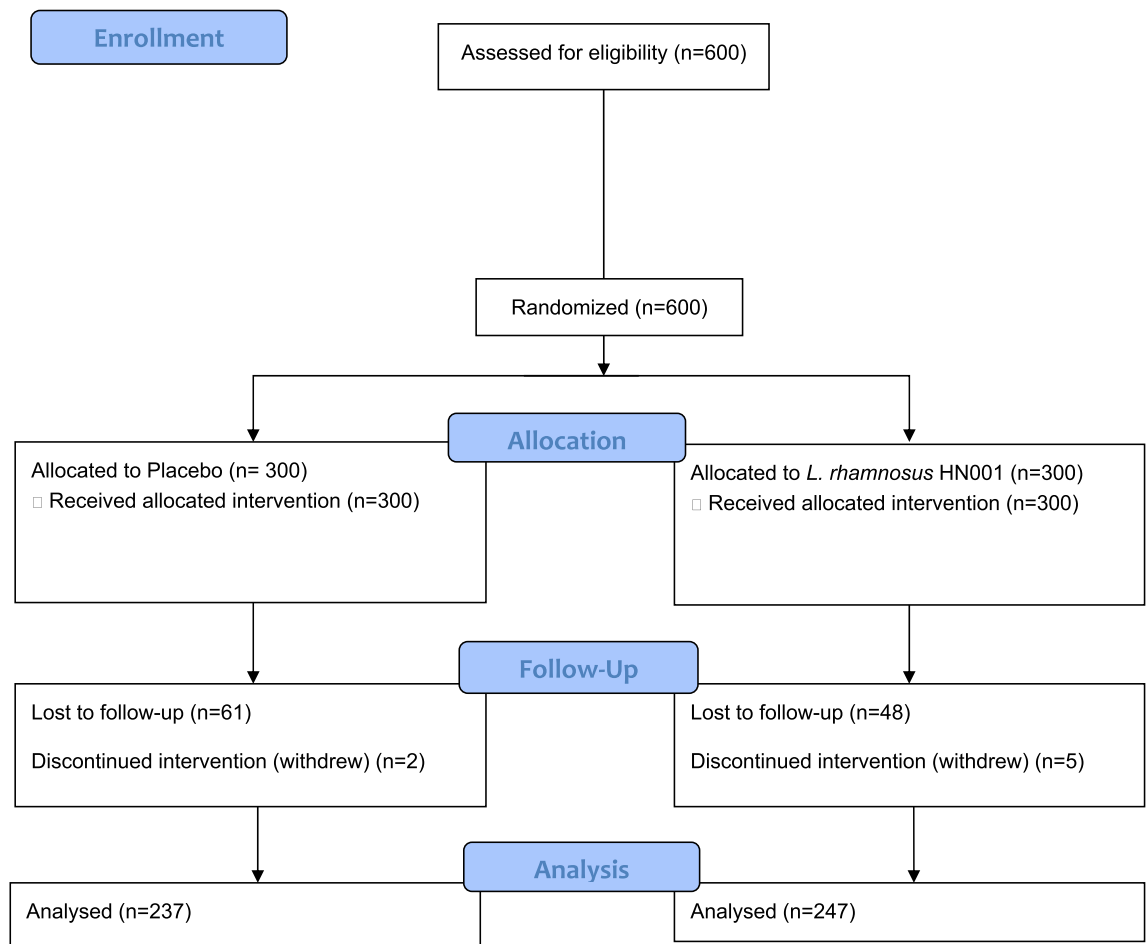 Enrollment
Assessed for eligibility (n=600)
Randomized (n=600)
Allocation
Allocated to Placebo (n= 300)
Received allocated intervention (n=300)
Allocated to L. rhamnosus HN001 (n=300)
Received allocated intervention (n=300)
Follow-Up
Lost to follow-up (n=61)
Discontinued intervention (withdrew) (n=2)
Lost to follow-up (n=48)
Discontinued intervention (withdrew) (n=5)
Analysis
Analysed (n=237)
Analysed (n=247)